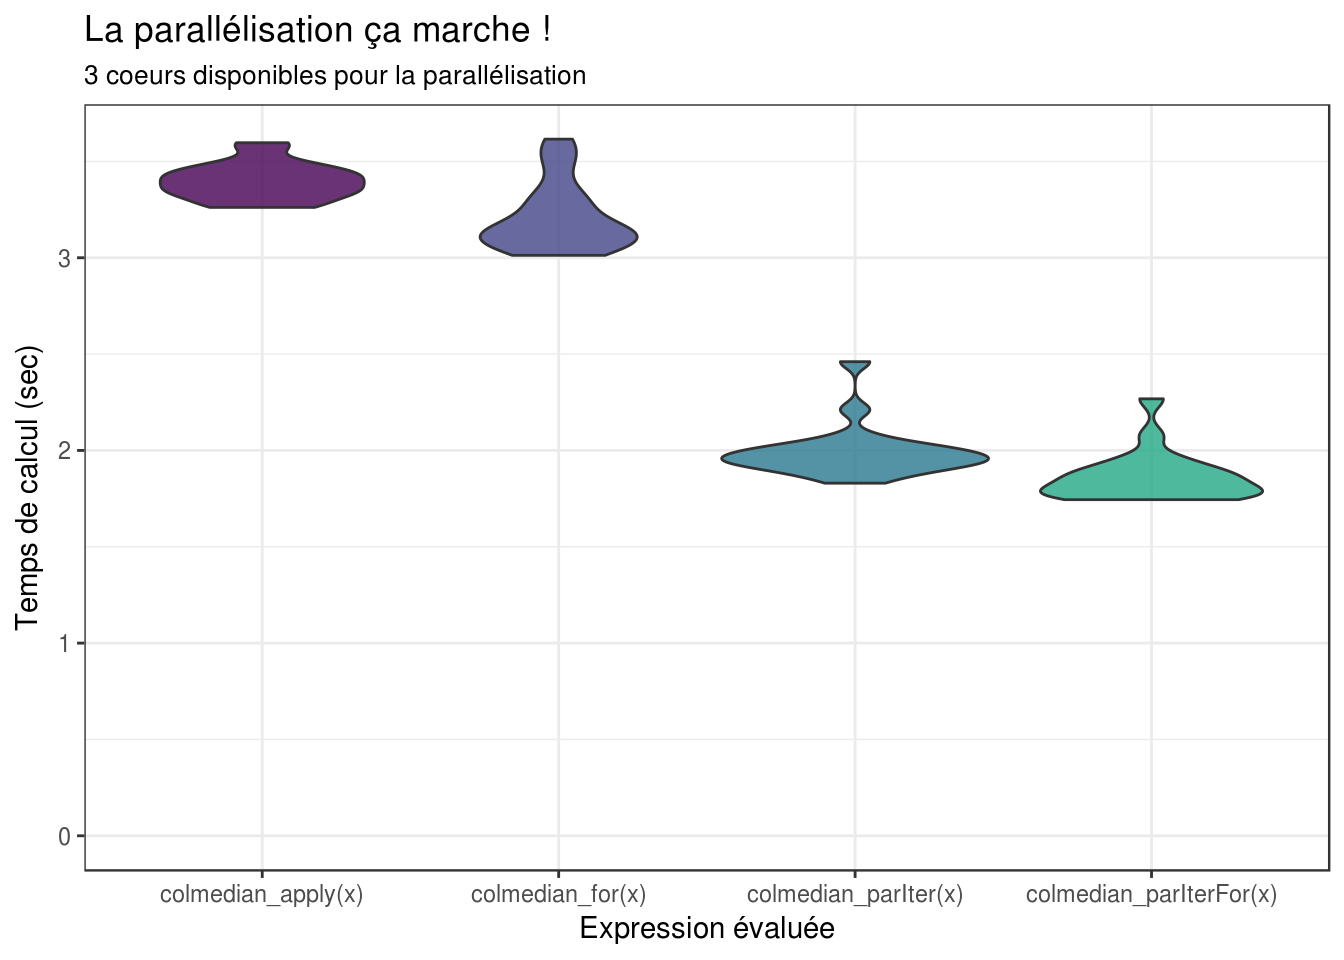 La parallélisation ça marche !
3 coeurs disponibles pour la parallélisation
Temps de calcul (sec)
3
2
1
0
colmedian_apply(x) colmedian_for(x) colmedian_parIter(x) colmedian_parIterFor(x)
Expression évaluée